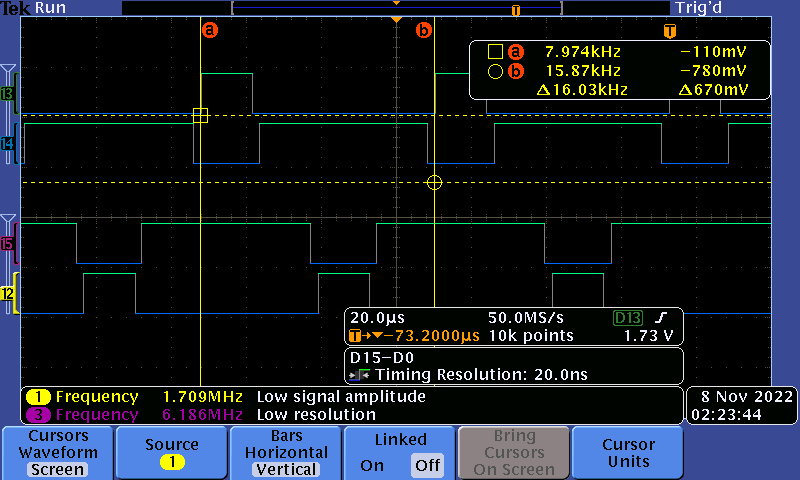 Tek Run Trig'd
T
a b T
a 7.974kHz −110mV
b 15.87kHz −780mV
Δ16.03kHz Δ670mV
13
14
15
12
20.0µs 50.0MS/s D13
T→▼−73.2000µs 10k points 1.73 V
D15−D0
Timing Resolution: 20.0ns
1 Frequency 1.709MHz Low signal amplitude
3 Frequency 6.186MHz Low resolution
8 Nov 2022
02:23:44
Cursors
Waveform
Screen
Source
1
Bars
Horizontal
Vertical
Linked
On Off
Bring
Cursors
On Screen
Cursor
Units